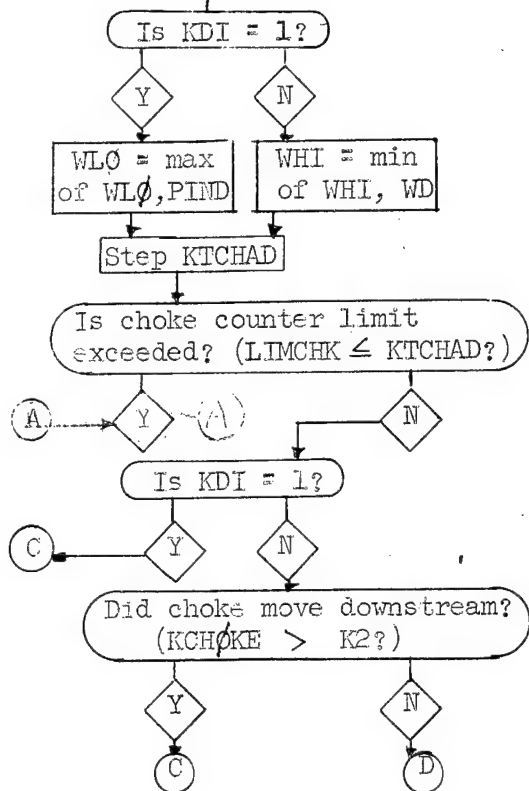 Is KDI = 1?
Y
N
WLØ = max
of WLØ,PIND
WHI = min
of WHI, WD
Step KTCHAD
Is choke counter limit
exceeded? (LIMCHK ≤ KTCHAD?)
A
Y
(A)
N
Is KDI = 1?
C
Y
N
Did choke move downstream?
(KCHØKE > K2?)
Y
N
C
D